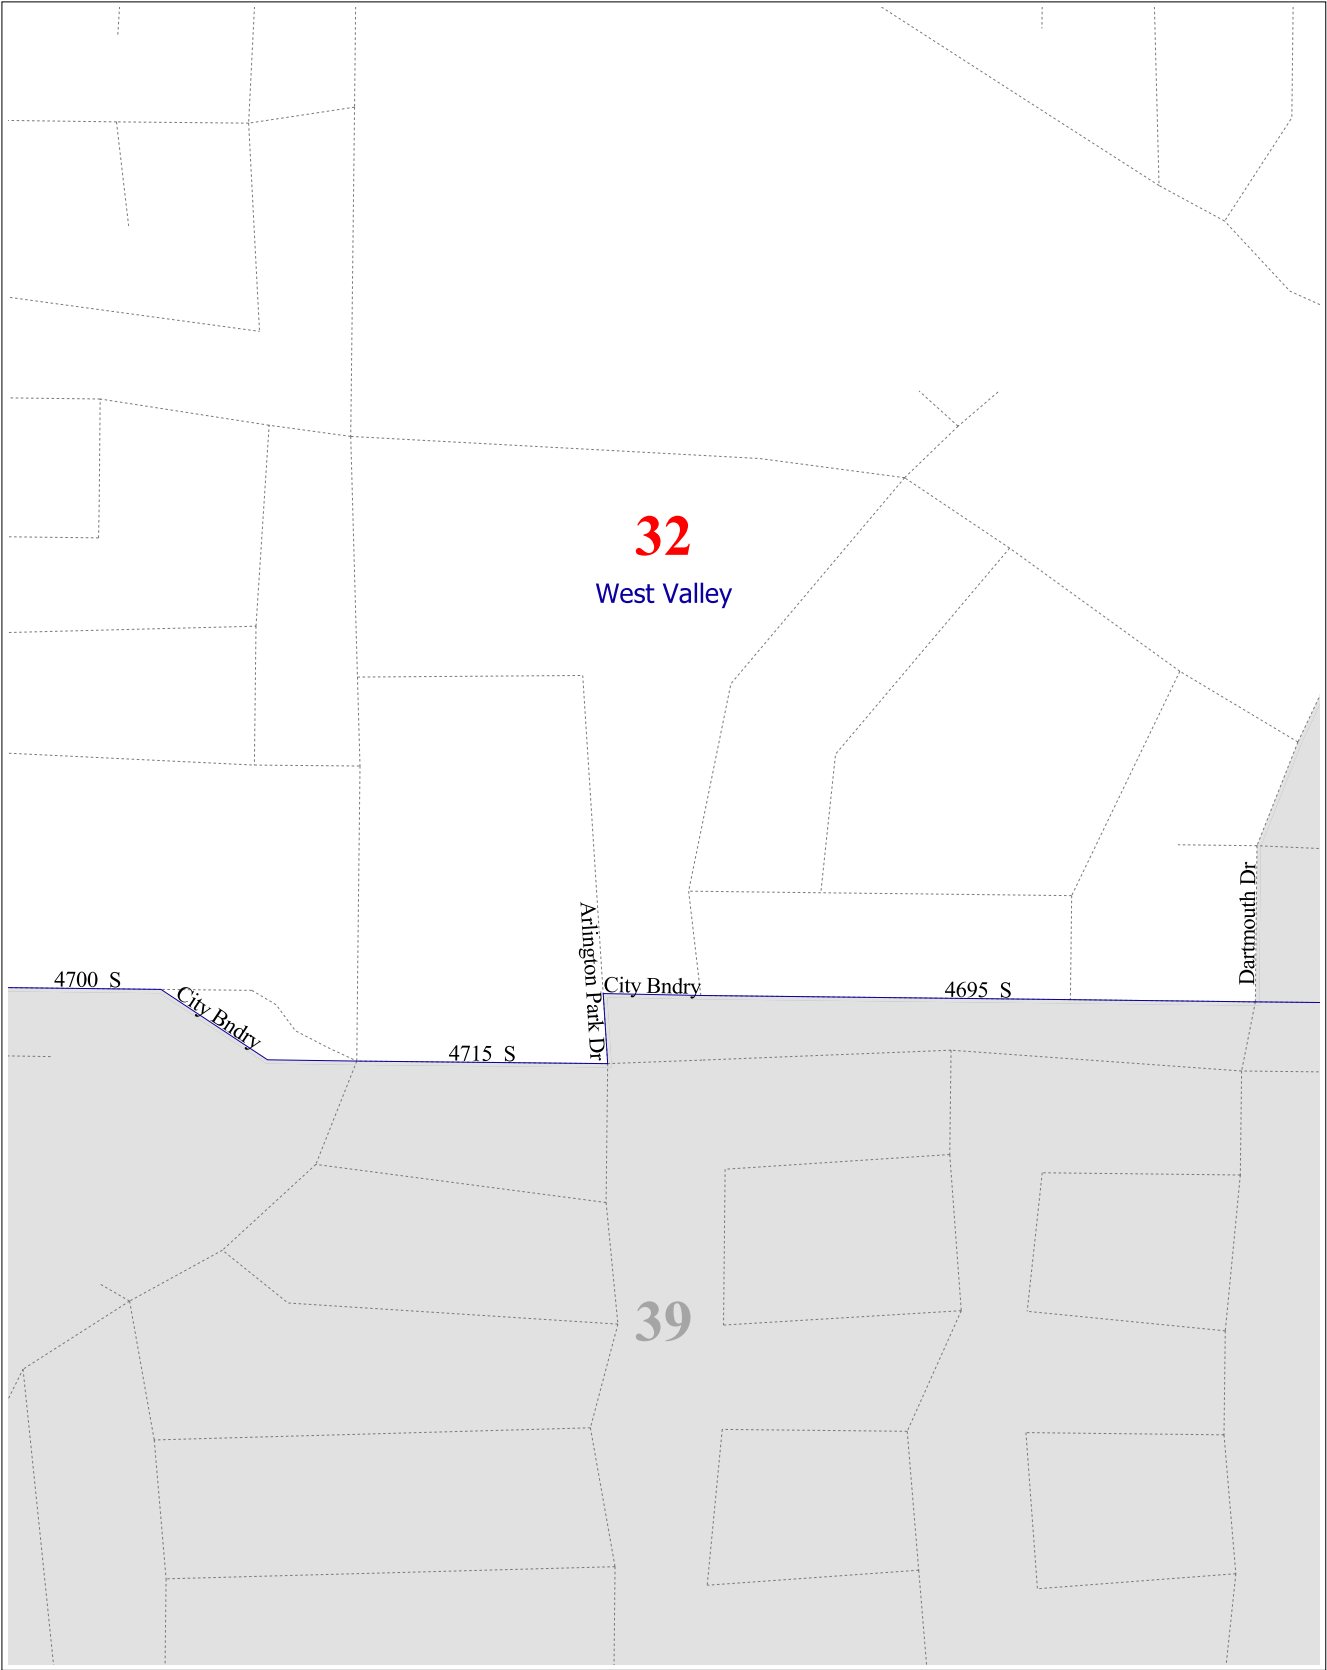 32
West Valley
Dartmouth Dr
Arlington Park Dr
4700 S
City Bndry
City Bndry
4695 S
4715 S
39